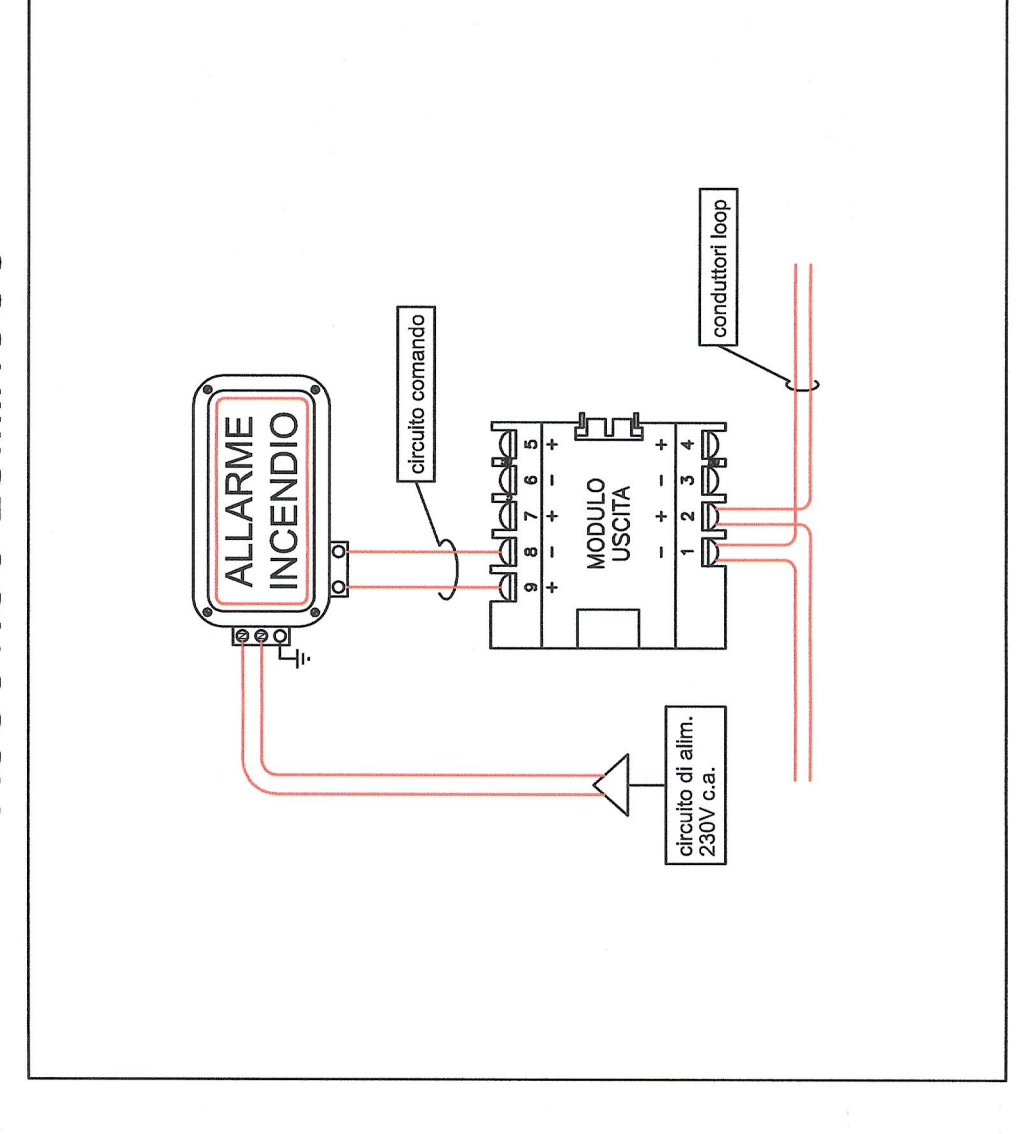 ALLARME
INCENDIO
circuito comando
9 8 7 6 5
+ - + - +
MODULO
USCITA
- + - +
1 2 3 4
circuito di alim.
230V c.a.
conduttori loop